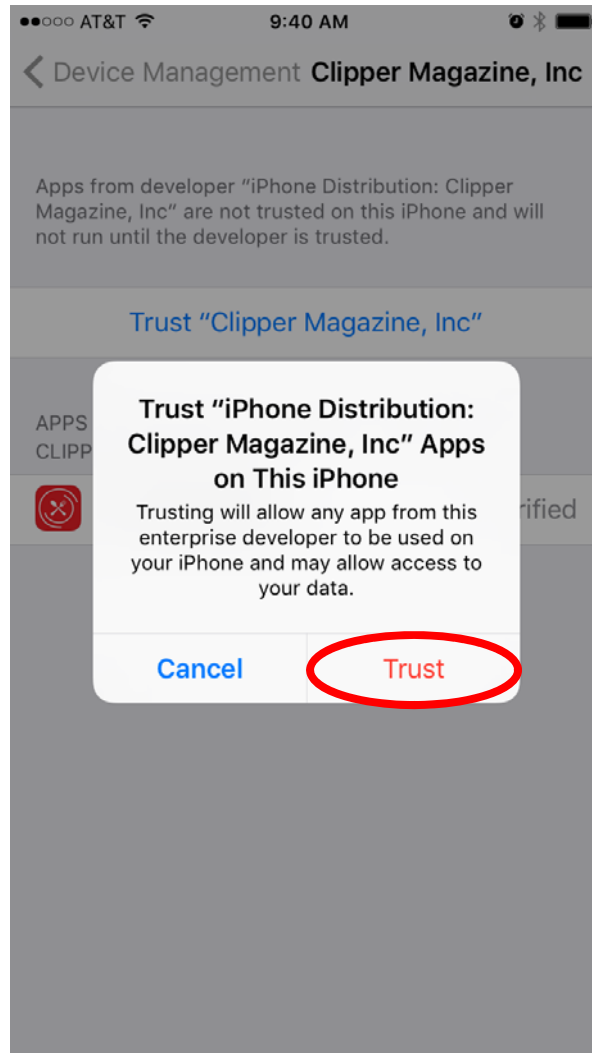 AT&T 9:40 AM
Device Management Clipper Magazine, Inc
Apps from developer “iPhone Distribution: Clipper
Magazine, Inc” are not trusted on this iPhone and will
not run until the developer is trusted.
Trust “Clipper Magazine, Inc”
APPS
CLIPP
Trust “iPhone Distribution:
Clipper Magazine, Inc” Apps
on This iPhone
Trusting will allow any app from this
enterprise developer to be used on
your iPhone and may allow access to
your data.
rified
Cancel Trust